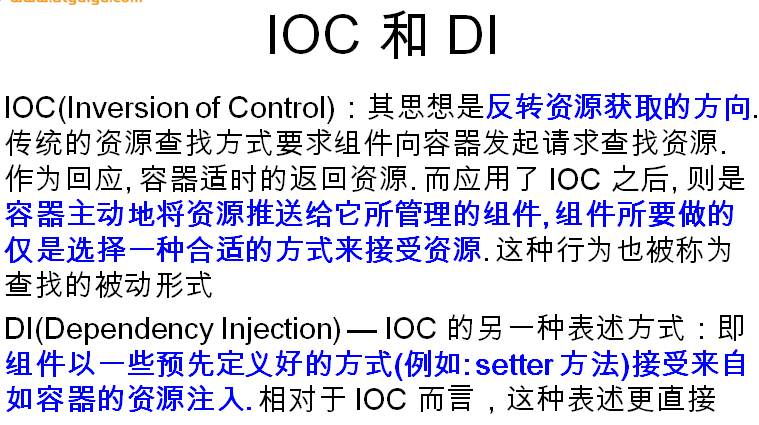 IOC 和 DI
IOC(Inversion of Control)：其思想是反转资源获取的方向.
传统的资源查找方式要求组件向容器发起请求查找资源.
作为回应, 容器适时的返回资源. 而应用了 IOC 之后, 则是
容器主动地将资源推送给它所管理的组件, 组件所要做的
仅是选择一种合适的方式来接受资源. 这种行为也被称为
查找的被动形式
DI(Dependency Injection) — IOC 的另一种表述方式：即
组件以一些预先定义好的方式(例如: setter 方法)接受来自
如容器的资源注入. 相对于 IOC 而言，这种表述更直接